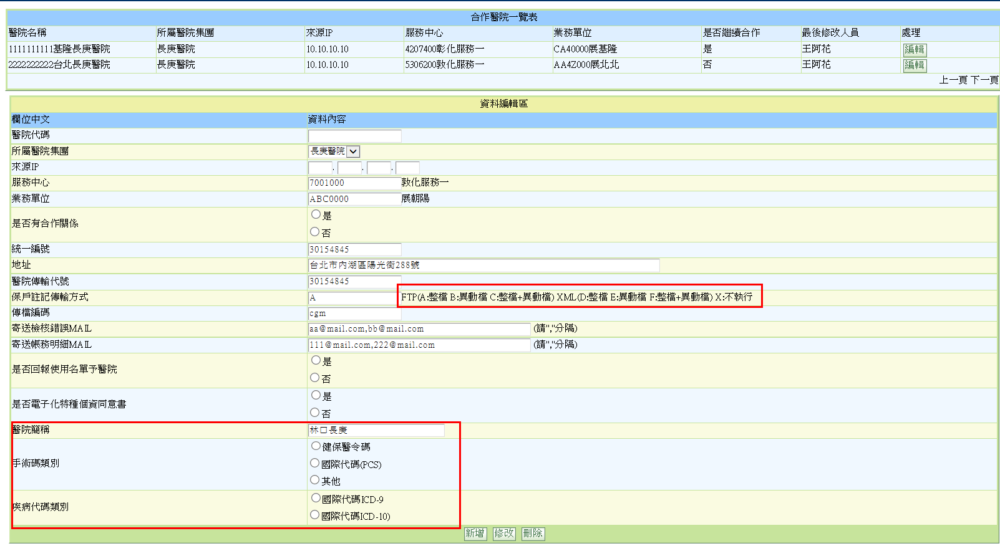 合作醫院一覽表
醫院名稱 所屬醫院集團 來源IP 服務中心 業務單位 是否繼續合作 最後修改人員 處理
1111111111基隆長庚醫院 長庚醫院 10.10.10.10 4207400彰化服務一 CA40000展基隆 是 王阿花 編輯
2222222222台北長庚醫院 長庚醫院 10.10.10.10 5306200敦化服務一 AA4Z000展北北 否 王阿花 編輯
上一頁 下一頁
資料編輯區
欄位中文 資料內容
醫院代碼
所屬醫院集團 長庚醫院
來源IP . . .
服務中心 7001000 敦化服務一
業務單位 ABC0000 展朝陽
是否有合作關係 是
否
統一編號 30154845
地址 台北市內湖區陽光街288號
醫院傳輸代號 30154845
保戶註記傳輸方式 A FTP(A:整檔 B:異動檔 C:整檔+異動檔) XML(D:整檔 E:異動檔 F:整檔+異動檔) X:不執行
傳檔編碼 cgm
寄送檢核錯誤MAIL aa@mail.com,bb@mail.com (請","分隔)
寄送帳務明細MAIL 111@mail.com,222@mail.com (請","分隔)
是否回報使用名單予醫院 是
否
是否電子化特種個資同意書 是
否
醫院簡稱 林口長庚
手術碼類別 健保醫令碼
國際代碼(PCS)
其他
疾病代碼類別 國際代碼ICD-9
國際代碼ICD-10)
新增 修改 刪除